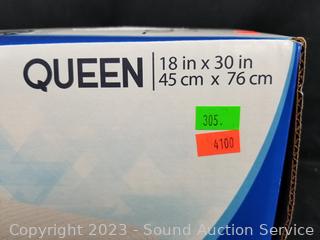 QUEEN
18 in x 30 in
45 cm x 76 cm
305.
4100
Copyright © 2023 - Sound Auction Service